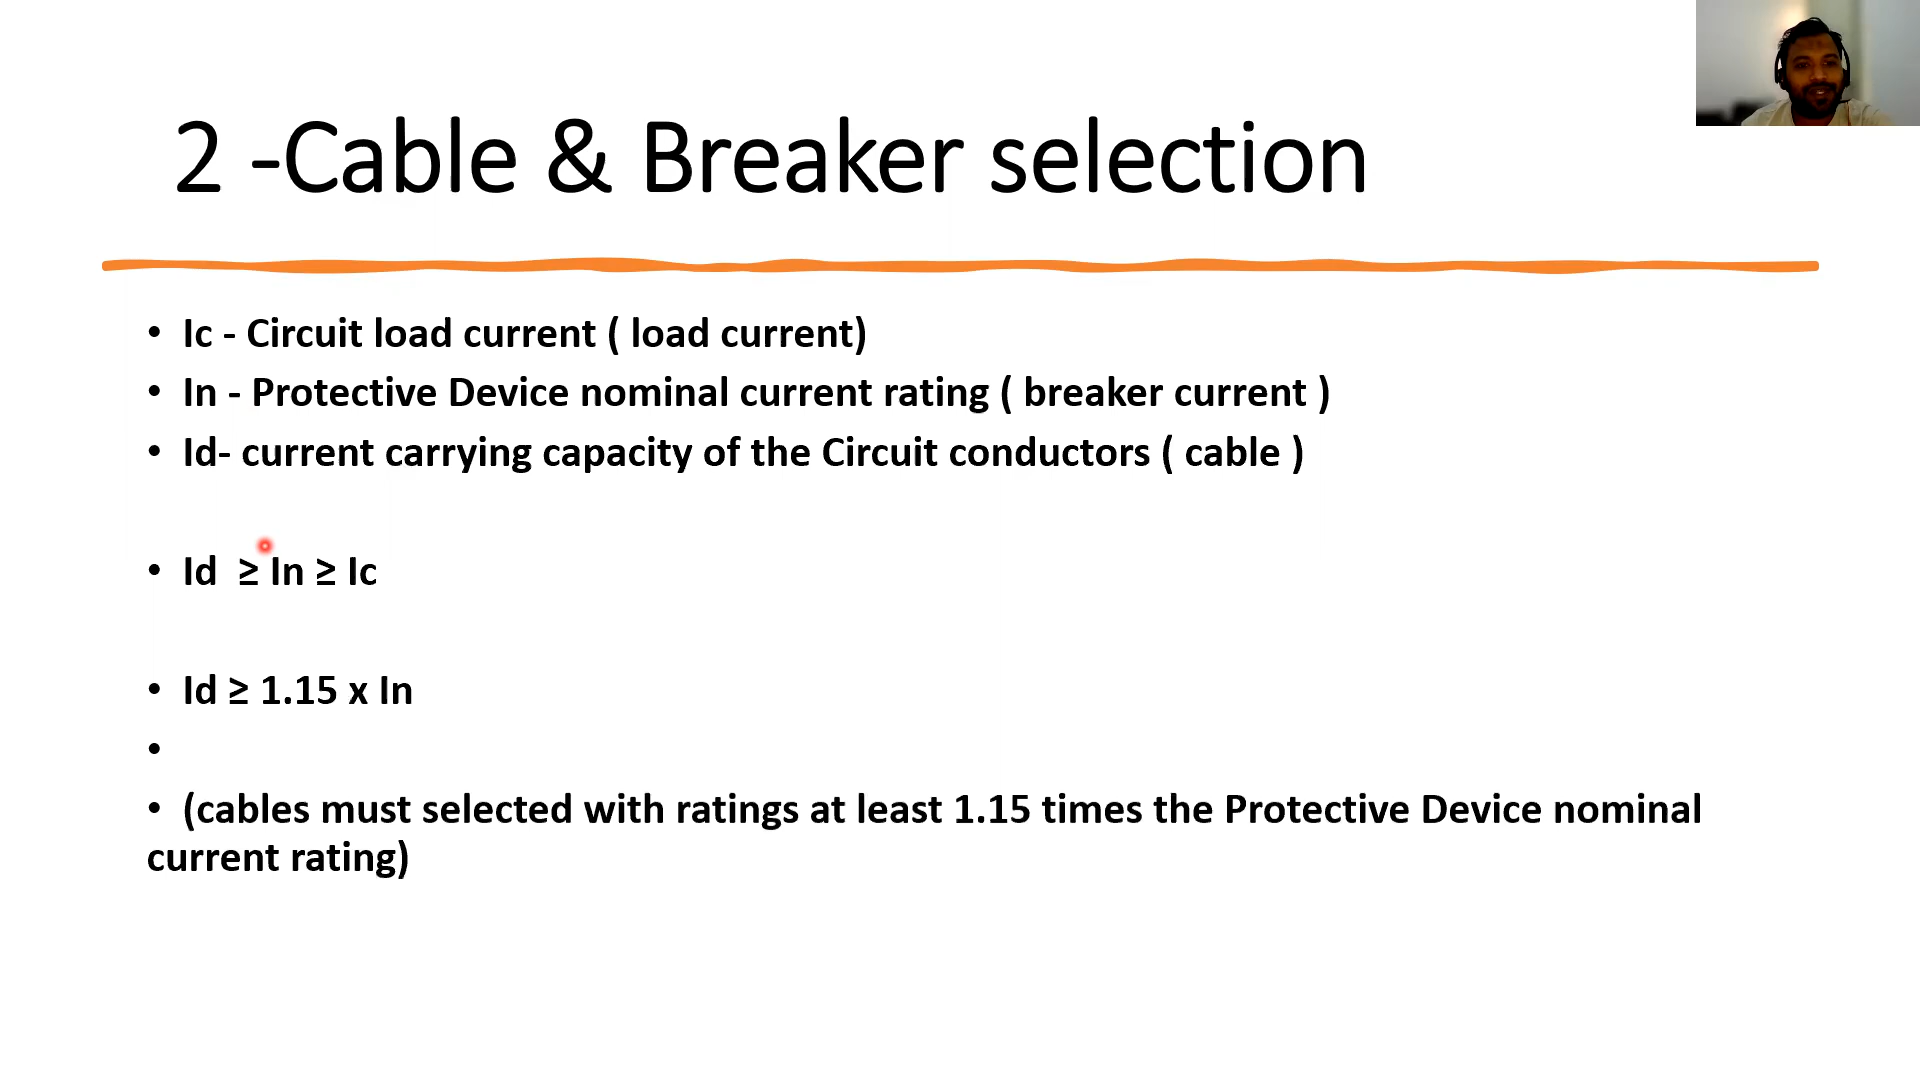 2 -Cable & Breaker selection
• Ic - Circuit load current ( load current)
• In - Protective Device nominal current rating ( breaker current )
• Id- current carrying capacity of the Circuit conductors ( cable )
• Id ≥ In ≥ Ic
• Id ≥ 1.15 x In
•
• (cables must selected with ratings at least 1.15 times the Protective Device nominal
current rating)